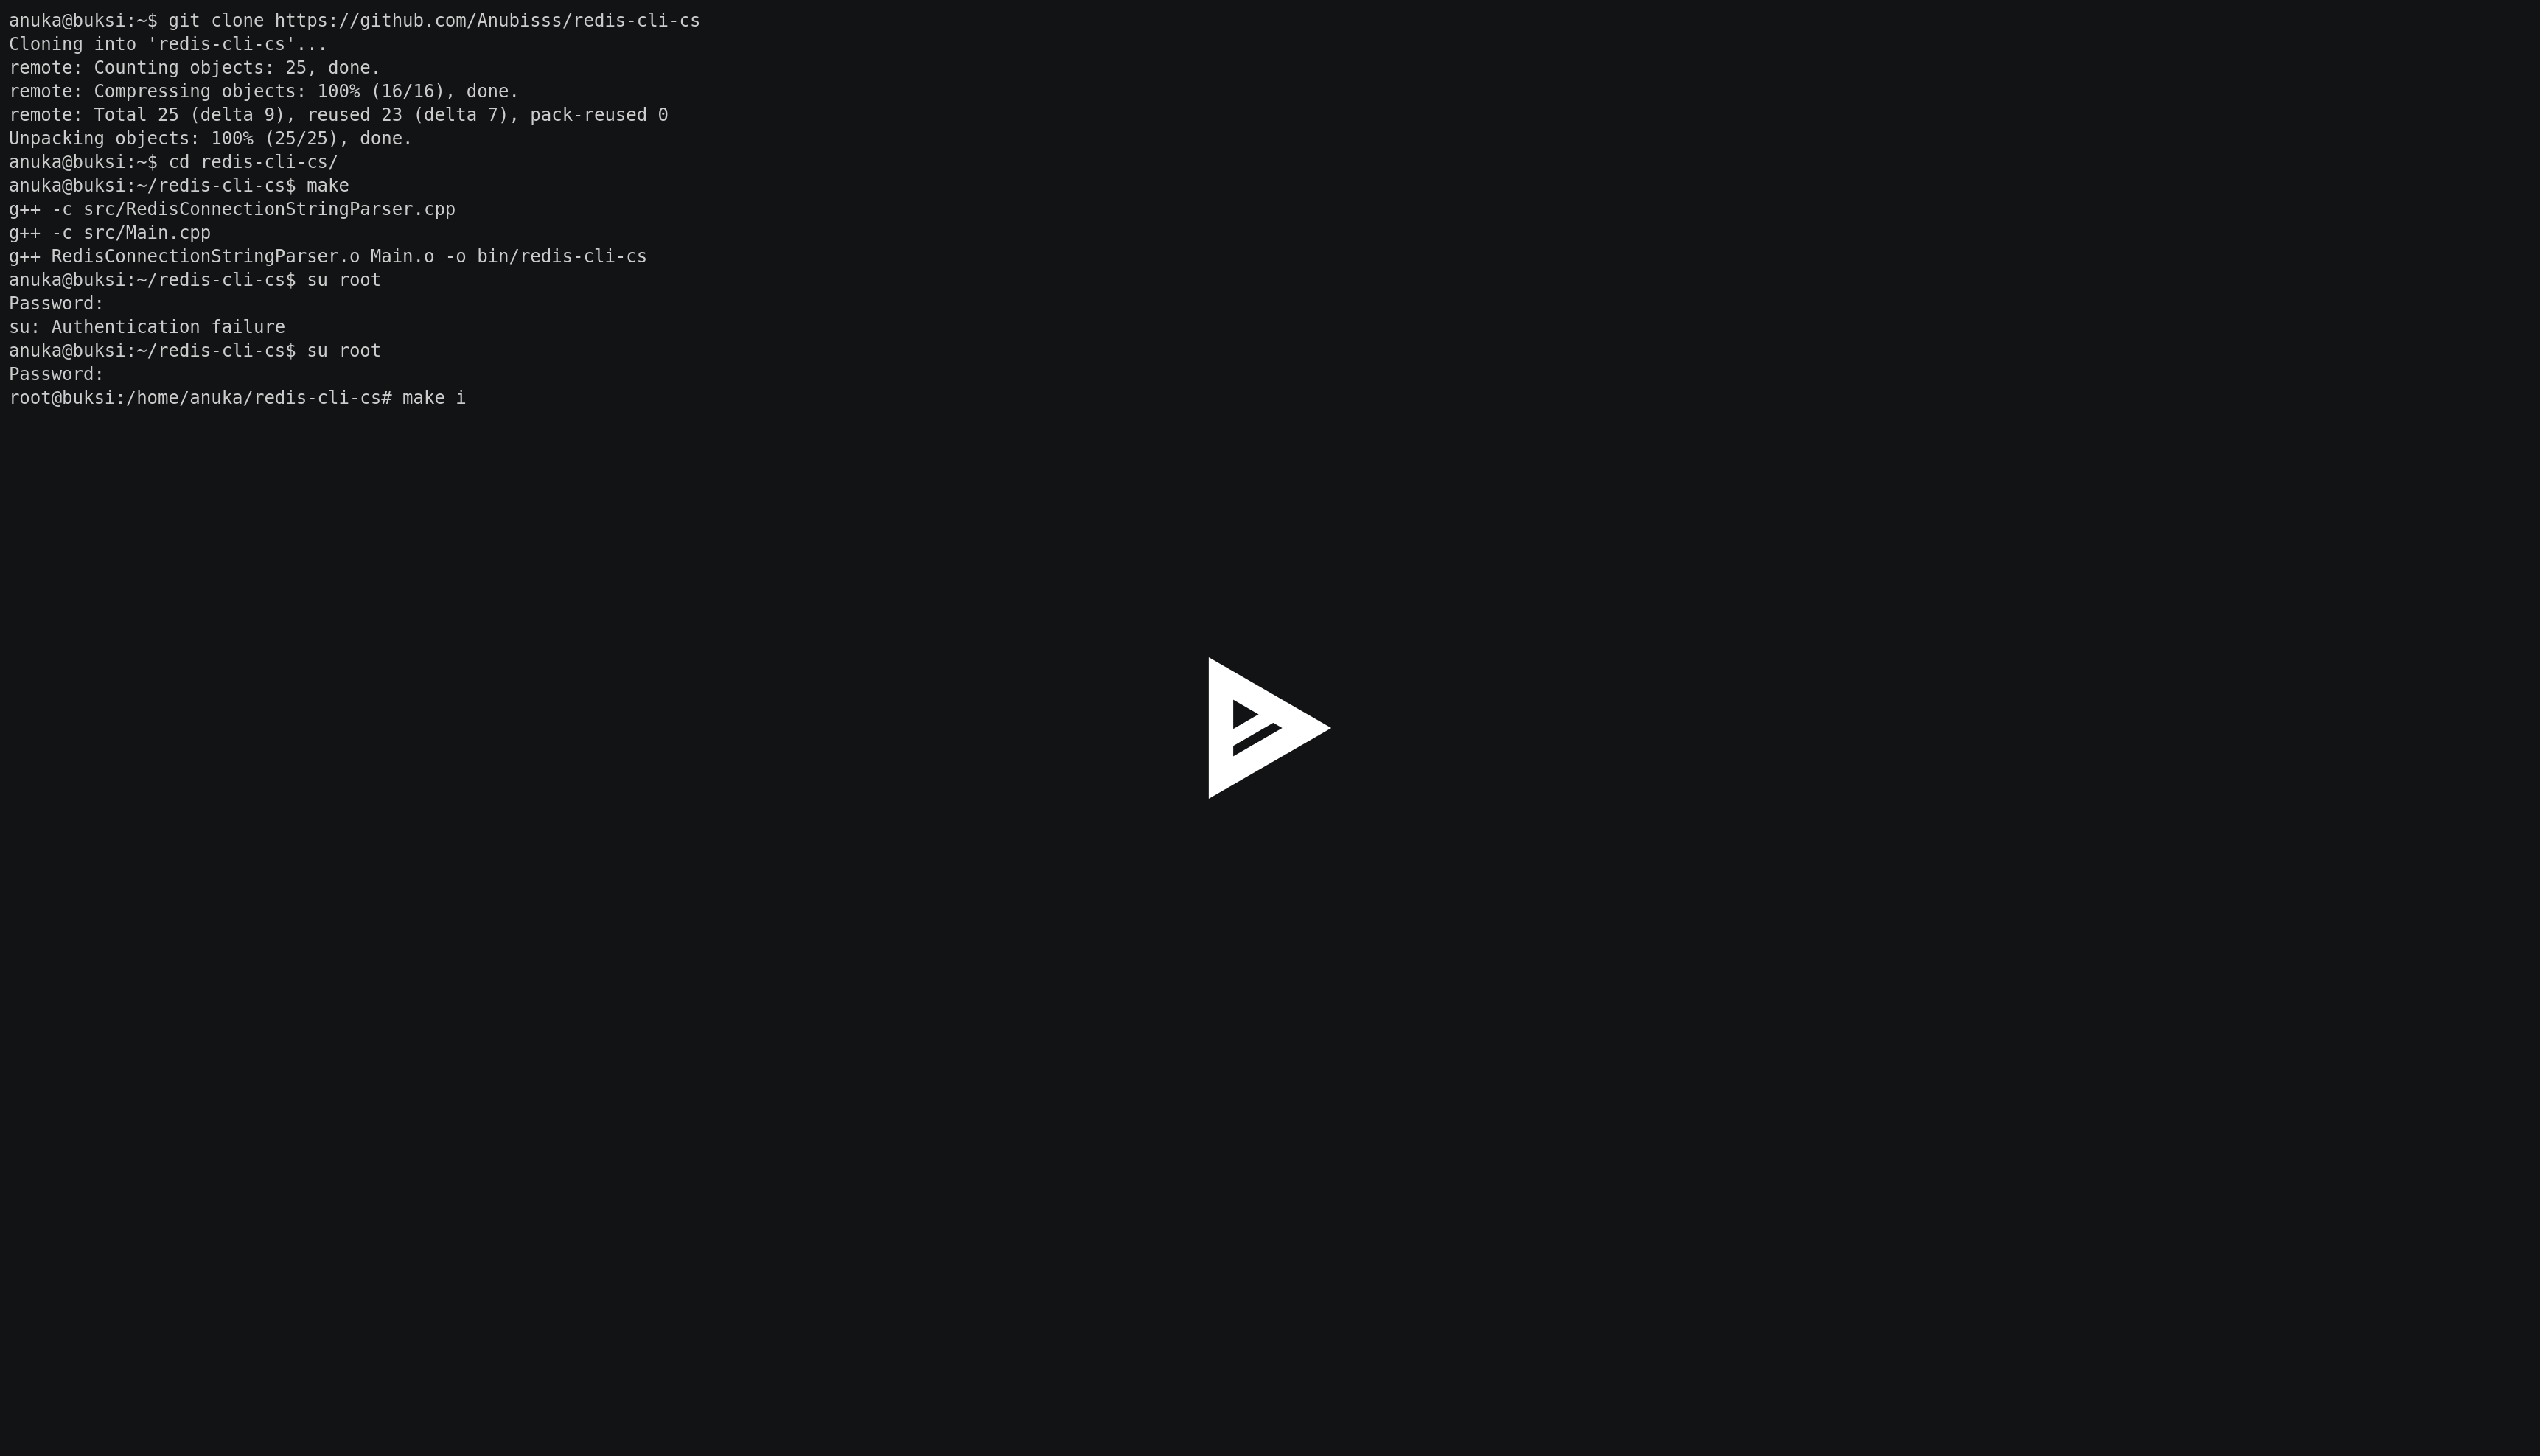 anuka@buksi:~$ git clone https://github.com/Anubisss/redis-cli-cs
Cloning into 'redis-cli-cs'...
remote: Counting objects: 25, done.
remote: Compressing objects: 100% (16/16), done.
remote: Total 25 (delta 9), reused 23 (delta 7), pack-reused 0
Unpacking objects: 100% (25/25), done.
anuka@buksi:~$ cd redis-cli-cs/
anuka@buksi:~/redis-cli-cs$ make
g++ -c src/RedisConnectionStringParser.cpp
g++ -c src/Main.cpp
g++ RedisConnectionStringParser.o Main.o -o bin/redis-cli-cs
anuka@buksi:~/redis-cli-cs$ su root
Password:
su: Authentication failure
anuka@buksi:~/redis-cli-cs$ su root
Password:
root@buksi:/home/anuka/redis-cli-cs# make i